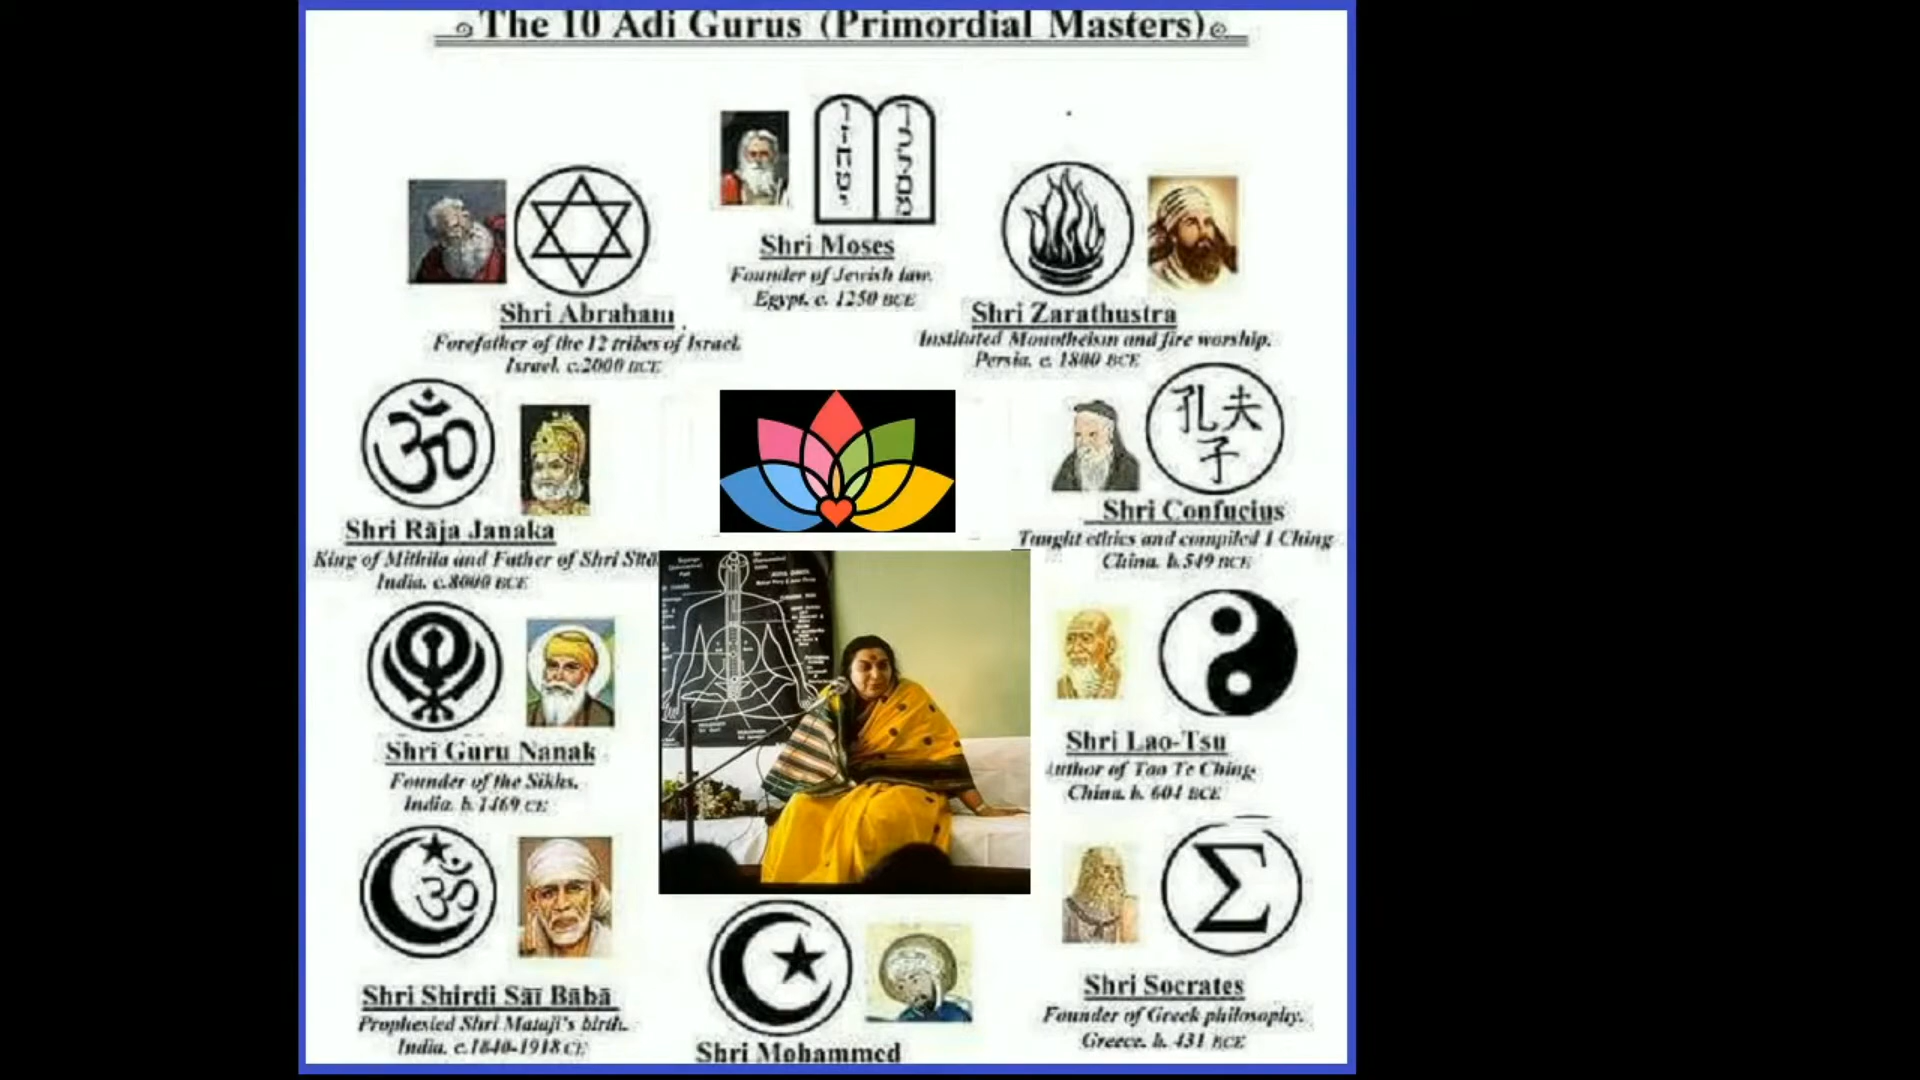 The 10 Adi Gurus (Primordial Masters)
Shri Moses
Founder of Jewish law.
Egypt. c. 1250 BCE
Shri Abraham
Forefather of the 12 tribes of Israel.
Israel. c.2000 BCE
Shri Zarathustra
Instituted Monotheism and fire worship.
Persia. c. 1800 BCE
孔夫
子
Shri Rāja Janaka
King of Mithila and Father of Shri Sītā
India. c.8000 BCE
Shri Confucius
Taught ethics and compiled I Ching
China. b.549 BCE
Shri Guru Nanak
Founder of the Sikhs.
India. b.1469 CE
Shri Lao-Tsu
Author of Tao Te Ching.
China. b. 604 BCE
Shri Shirdi Sāī Bābā
Prophesied Shri Mataji's birth.
India. c.1840-1918 CE
Shri Mohammed
Σ
Shri Socrates
Founder of Greek philosophy.
Greece. b. 431 BCE
ॐ